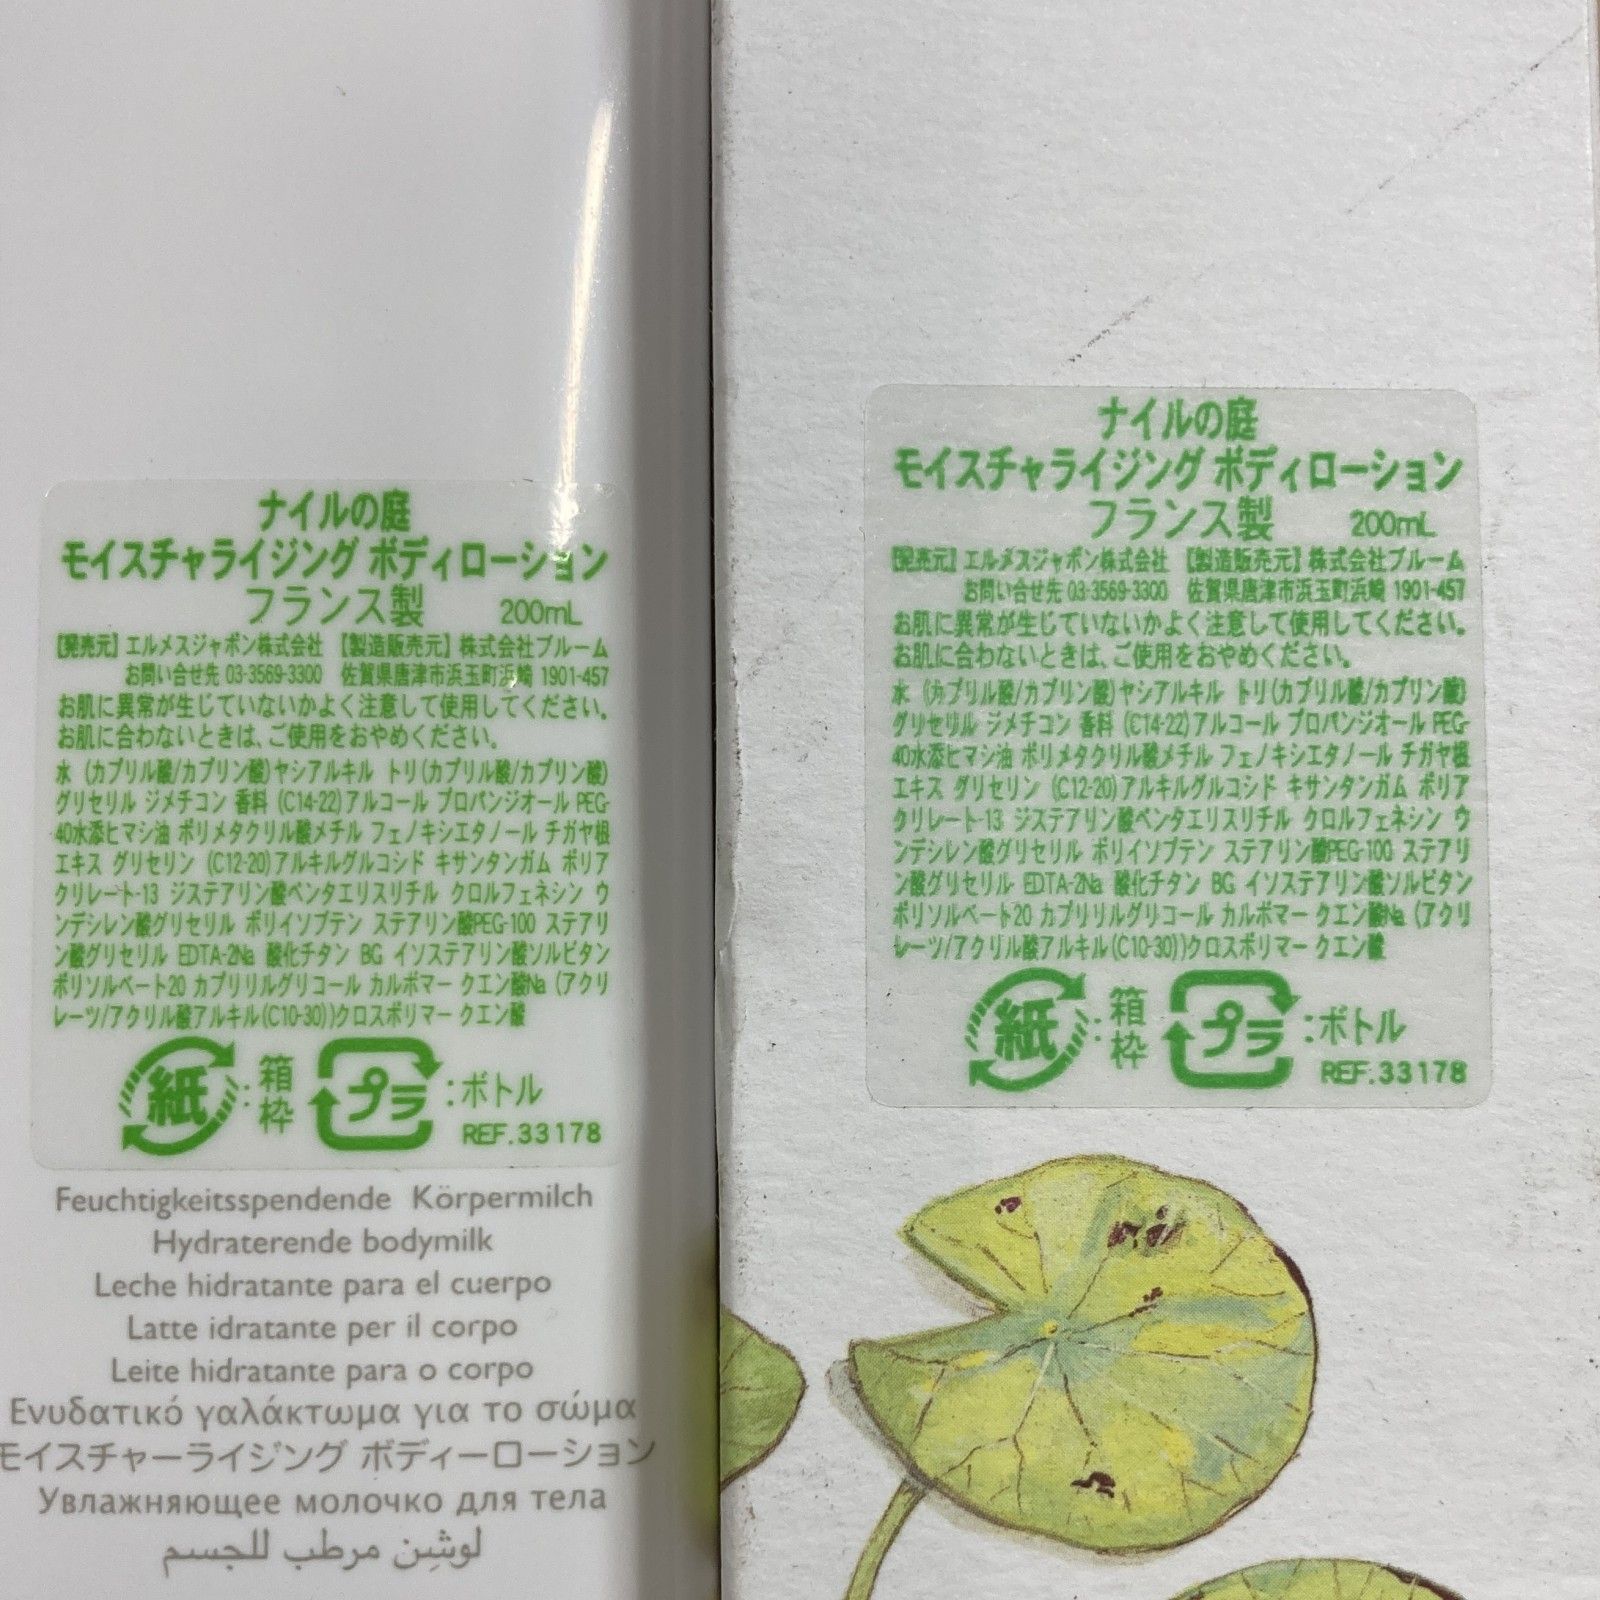 ナイルの庭
モイスチャライジング ボディローション
フランス製 200mL
【発売元】エルメスジャポン株式会社 【製造販売元】株式会社ブルーム
お問い合せ先 03-3569-3300 佐賀県唐津市浜玉町浜崎 1901-457
お肌に異常が生じていないかよく注意して使用してください。
お肌に合わないときは、ご使用をおやめください。
水 (カプリル酸/カプリン酸)ヤシアルキル トリ(カプリル酸/カプリン酸)
グリセリル ジメチコン 香料 (C14-22)アルコール プロパンジオール PEG-
40水添ヒマシ油 ポリメタクリル酸メチル フェノキシエタノール チガヤ根
エキス グリセリン (C12-20)アルキルグルコシド キサンタンガム ポリア
クリレート-13 ジステアリン酸ペンタエリスリチル クロルフェネシン ウ
ンデシレン酸グリセリル ポリイソブテン ステアリン酸PEG-100 ステアリ
ン酸グリセリル EDTA-2Na 酸化チタン BG イソステアリン酸ソルビタン
ポリソルベート20 カプリリルグリコール カルボマー クエン酸Na (アクリ
レーツ/アクリル酸アルキル(C10-30))クロスポリマー クエン酸
紙:箱枠 プラ:ボトル
REF.33178
Feuchtigkeitsspendende Körpermilch
Hydraterende bodymilk
Leche hidratante para el cuerpo
Latte idratante per il corpo
Leite hidratante para o corpo
Ενυδατικό γαλάκτωμα για το σώμα
モイスチャーライジング ボディーローション
Увлажняющее молочко для тела
لوشين مرطب للجسم
ナイルの庭
モイスチャライジング ボディローション
フランス製 200mL
【発売元】エルメスジャポン株式会社 【製造販売元】株式会社ブルーム
お問い合せ先 03-3569-3300 佐賀県唐津市浜玉町浜崎 1901-457
お肌に異常が生じていないかよく注意して使用してください。
お肌に合わないときは、ご使用をおやめください。
水 (カプリル酸/カプリン酸)ヤシアルキル トリ(カプリル酸/カプリン酸)
グリセリル ジメチコン 香料 (C14-22)アルコール プロパンジオール PEG-
40水添ヒマシ油 ポリメタクリル酸メチル フェノキシエタノール チガヤ根
エキス グリセリン (C12-20)アルキルグルコシド キサンタンガム ポリア
クリレート-13 ジステアリン酸ペンタエリスリチル クロルフェネシン ウ
ンデシレン酸グリセリル ポリイソブテン ステアリン酸PEG-100 ステアリ
ン酸グリセリル EDTA-2Na 酸化チタン BG イソステアリン酸ソルビタン
ポリソルベート20 カプリリルグリコール カルボマー クエン酸Na (アクリ
レーツ/アクリル酸アルキル(C10-30))クロスポリマー クエン酸
紙:箱枠 プラ:ボトル
REF.33178